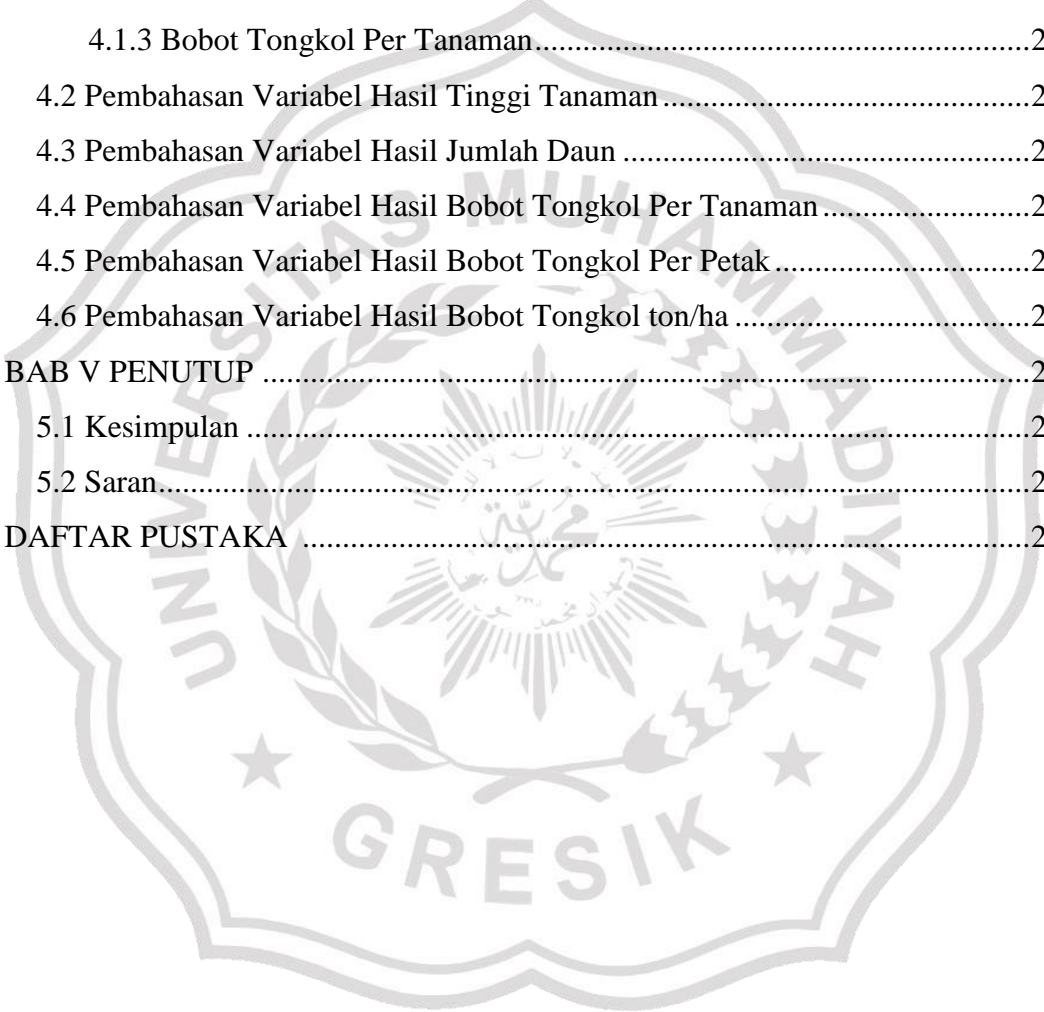 4.1.3 Bobot Tongkol Per Tanaman........................................................2
4.2 Pembahasan Variabel Hasil Tinggi Tanaman ........................................2
4.3 Pembahasan Variabel Hasil Jumlah Daun .............................................2
4.4 Pembahasan Variabel Hasil Bobot Tongkol Per Tanaman ....................2
4.5 Pembahasan Variabel Hasil Bobot Tongkol Per Petak..........................2
4.6 Pembahasan Variabel Hasil Bobot Tongkol ton/ha ...............................2
BAB V PENUTUP ......................................................................................2
5.1 Kesimpulan ...........................................................................................2
5.2 Saran......................................................................................................2
DAFTAR PUSTAKA .................................................................................2
UNIVERSITAS MUHAMMADIYAH
GRESIK